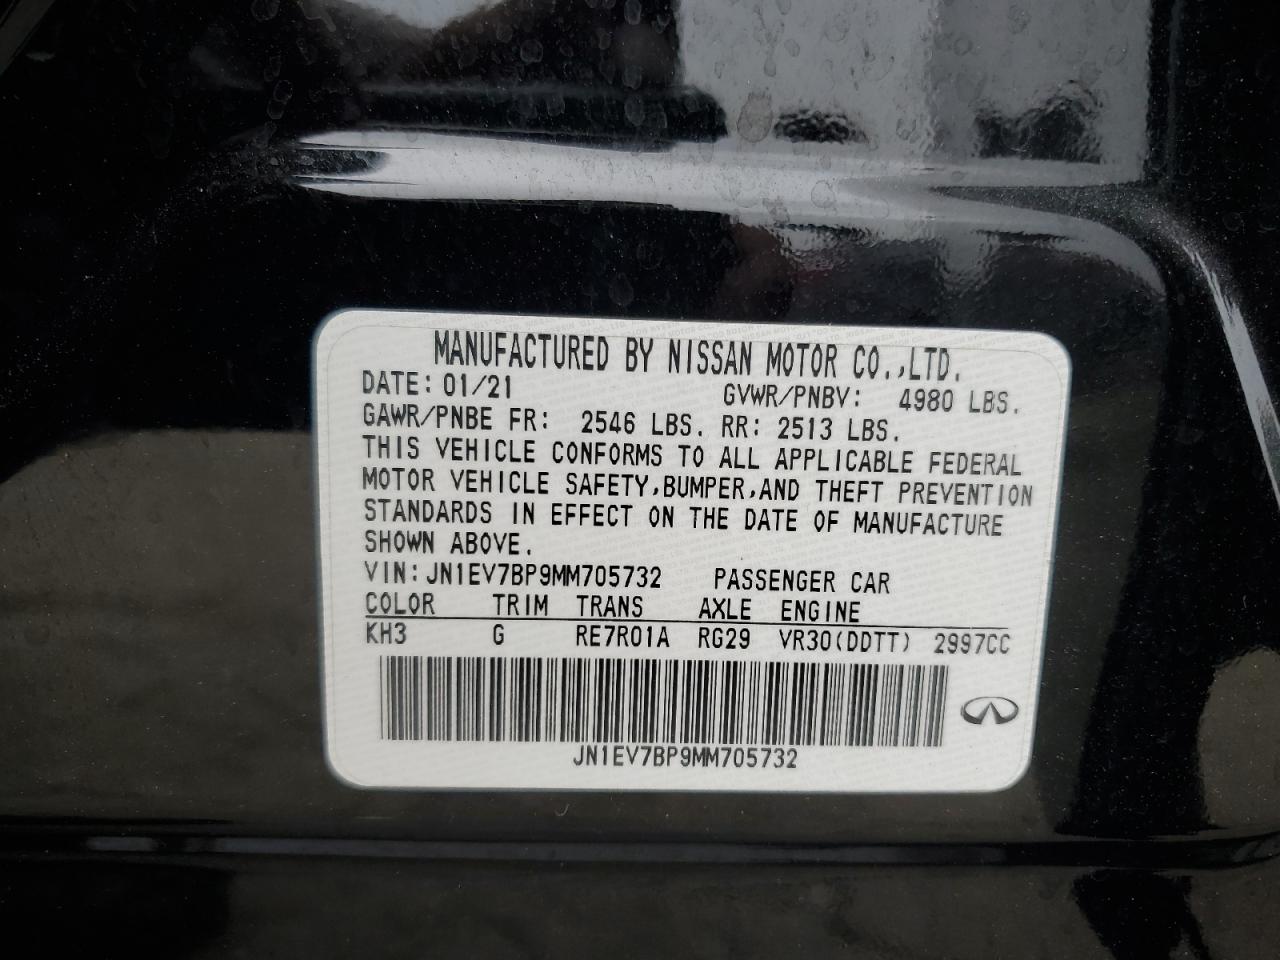 MANUFACTURED BY NISSAN MOTOR CO.,LTD.
DATE: 01/21 GVWR/PNBV: 4980 LBS.
GAWR/PNBE FR: 2546 LBS. RR: 2513 LBS.
THIS VEHICLE CONFORMS TO ALL APPLICABLE FEDERAL
MOTOR VEHICLE SAFETY,BUMPER,AND THEFT PREVENTION
STANDARDS IN EFFECT ON THE DATE OF MANUFACTURE
SHOWN ABOVE.
VIN: JN1EV7BP9MM705732 PASSENGER CAR
COLOR TRIM TRANS AXLE ENGINE
KH3 G RE7R01A RG29 VR30(DDTT) 2997CC
JN1EV7BP9MM705732